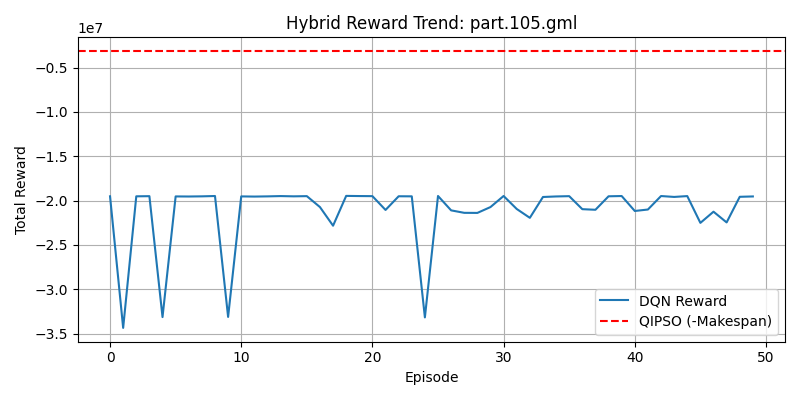 Hybrid Reward Trend: part.105.gml
1e7
Total Reward
−0.5
−1.0
−1.5
−2.0
−2.5
−3.0
−3.5
0 10 20 30 40 50
Episode
DQN Reward
QIPSO (-Makespan)